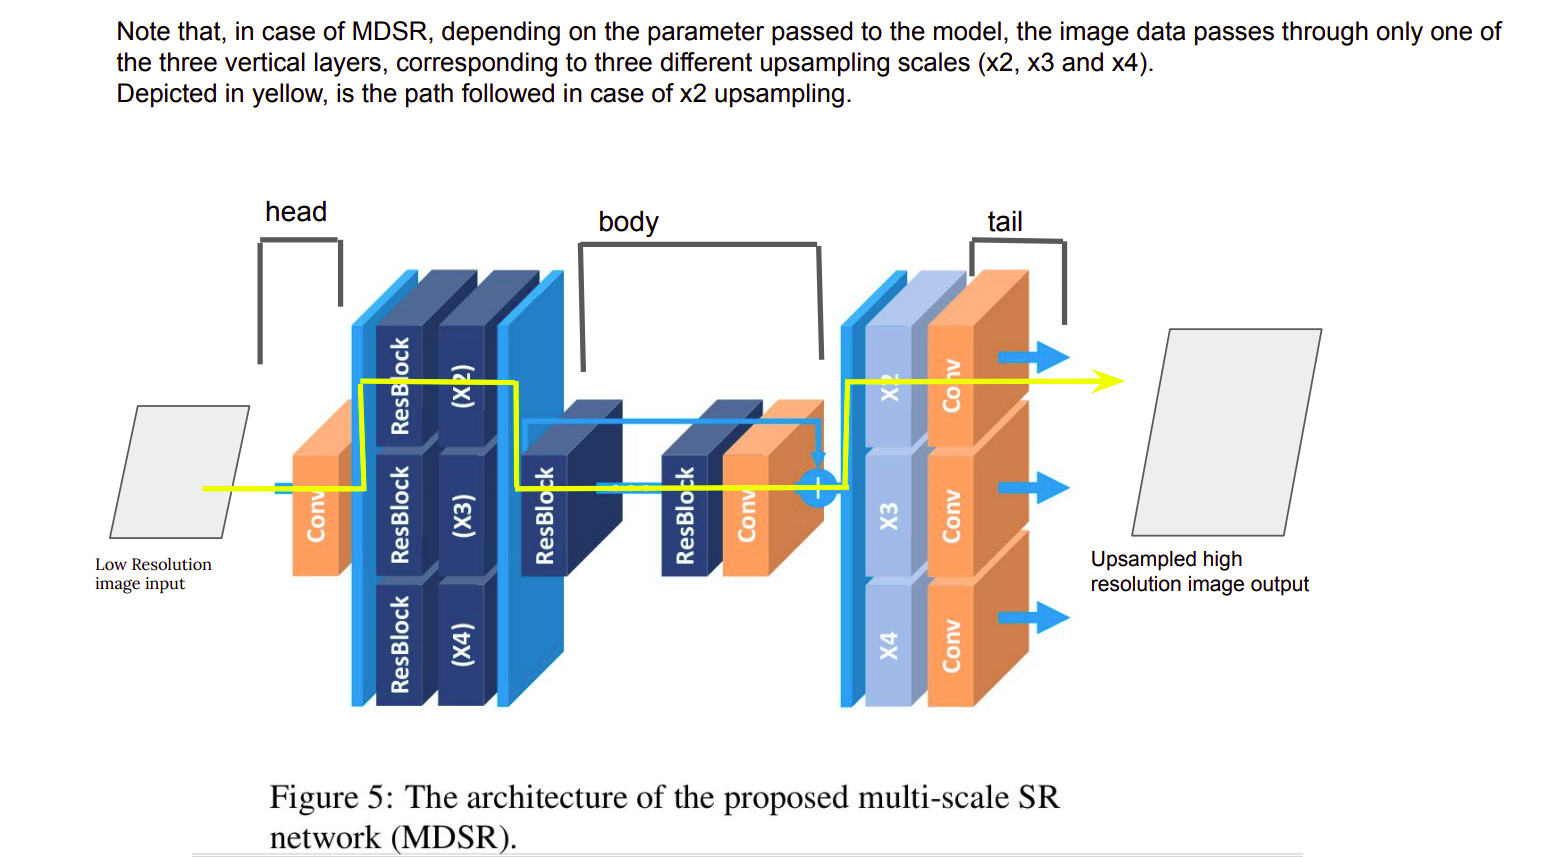 Note that, in case of MDSR, depending on the parameter passed to the model, the image data passes through only one of
the three vertical layers, corresponding to three different upsampling scales (x2, x3 and x4).
Depicted in yellow, is the path followed in case of x2 upsampling.
head
body
tail
ResBlock
(X2)
X2
Conv
Conv
ResBlock
(X3)
ResBlock
ResBlock
Conv
+
X3
Conv
ResBlock
(X4)
X4
Conv
Low Resolution
image input
Upsampled high
resolution image output
Figure 5: The architecture of the proposed multi-scale SR
network (MDSR).